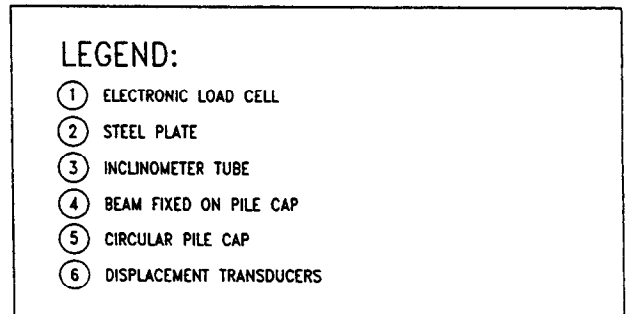 LEGEND:
1 ELECTRONIC LOAD CELL
2 STEEL PLATE
3 INCLINOMETER TUBE
4 BEAM FIXED ON PILE CAP
5 CIRCULAR PILE CAP
6 DISPLACEMENT TRANSDUCERS